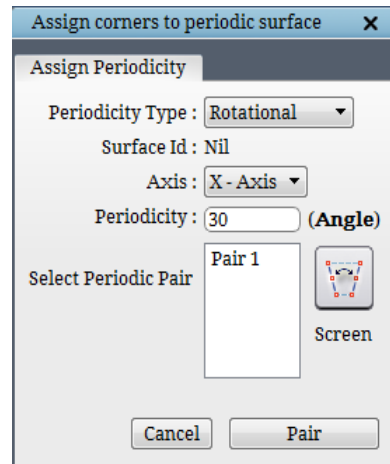 Assign corners to periodic surface x
Assign Periodicity
Periodicity Type : Rotational
Surface Id : Nil
Axis : X - Axis
Periodicity : 30 (Angle)
Pair 1
Select Periodic Pair
Screen
Cancel Pair